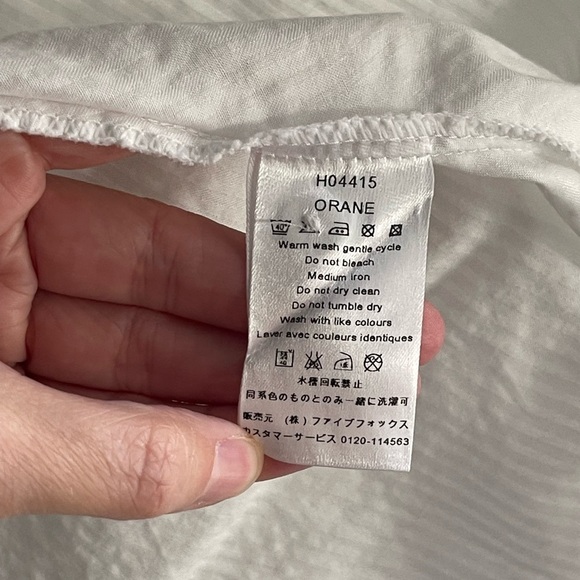 H04415
ORANE
40
Warm wash gentle cycle
Do not bleach
Medium iron
Do not dry clean
Do not tumble dry
Wash with like colours
Laver avec couleurs identiques
水種回転禁止
同系色のものとのみ一緒に洗濯可
販売元 (株) ファイブフォックス
カスタマーサービス 0120-114563